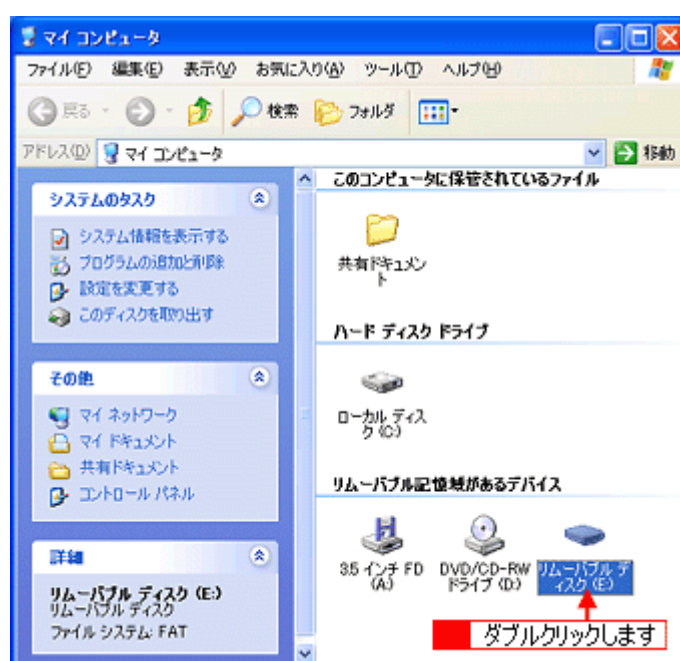 マイ コンピュータ
ファイル(F) 編集(E) 表示(V) お気に入り(A) ツール(T) ヘルプ(H)
戻る 検索 フォルダ
アドレス(D) マイ コンピュータ 移動
システムのタスク
システム情報を表示する
プログラムの追加と削除
設定を変更する
このディスクを取り出す
その他
マイ ネットワーク
マイ ドキュメント
共有ドキュメント
コントロール パネル
詳細
リムーバブル ディスク (E:)
リムーバブル ディスク
ファイル システム: FAT
このコンピュータに保管されているファイル
共有ドキュメン
ト
ハード ディスク ドライブ
ローカル ディス
ク (C:)
リムーバブル記憶域があるデバイス
3.5 インチ FD
(A:)
DVD/CD-RW
ドライブ (D:)
リムーバブル デ
ィスク (E:)
ダブルクリックします